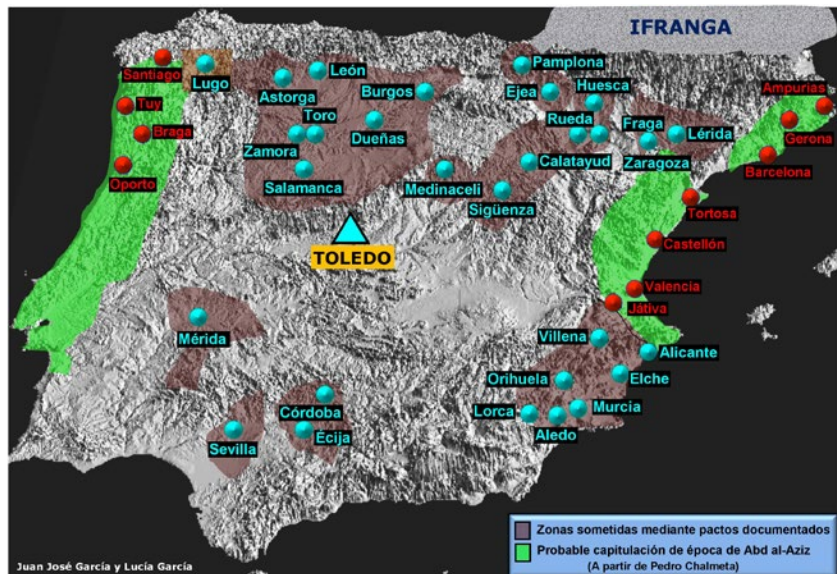 IFRANGA
Santiago
Lugo
León
Astorga
Burgos
Pamplona
Ejea
Huesca
Ampurias
Tuy
Toro
Rueda
Fraga
Lérida
Gerona
Braga
Zamora
Dueñas
Oporto
Salamanca
Medinaceli
Calatayud
Zaragoza
Barcelona
Sigüenza
Tortosa
TOLEDO
Castellón
Valencia
Játiva
Mérida
Villena
Alicante
Orihuela
Elche
Córdoba
Lorca
Murcia
Sevilla
Écija
Aledo
Zonas sometidas mediante pactos documentados
Probable capitulación de época de Abd al-Aziz
(A partir de Pedro Chalmeta)
Juan José García y Lucía García